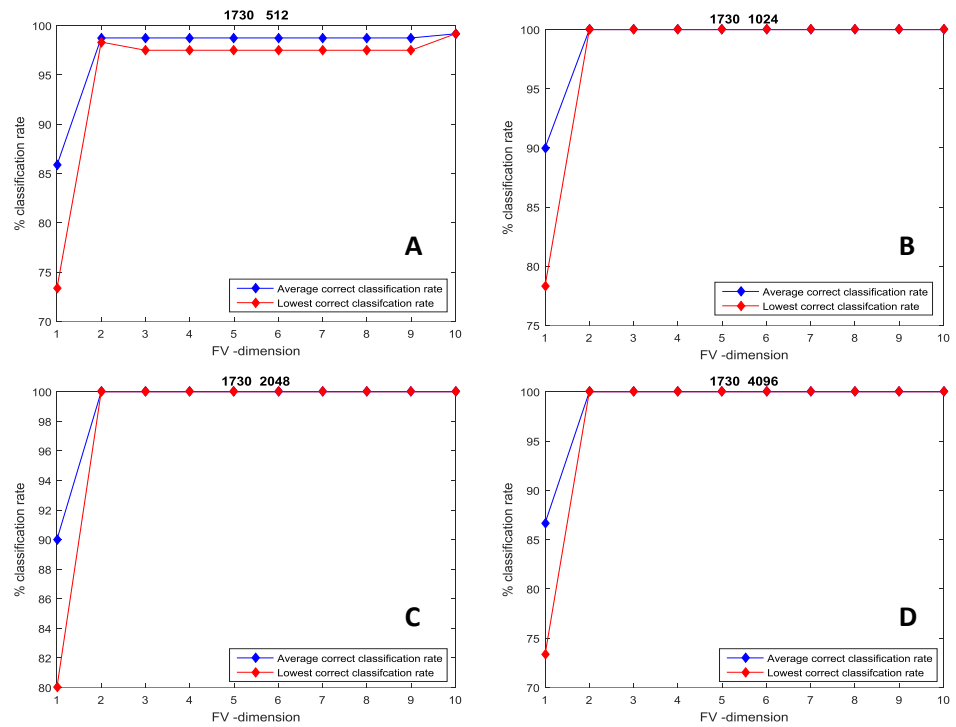 1730 512
% classification rate
100
95
90
85
80
75
70
A
Average correct classification rate
Lowest correct classifcation rate
1 2 3 4 5 6 7 8 9 10
FV -dimension
1730 1024
% classification rate
100
95
90
85
80
75
B
Average correct classification rate
Lowest correct classifcation rate
1 2 3 4 5 6 7 8 9 10
FV -dimension
1730 2048
% classification rate
100
98
96
94
92
90
88
86
84
82
80
C
Average correct classification rate
Lowest correct classifcation rate
1 2 3 4 5 6 7 8 9 10
FV -dimension
1730 4096
% classification rate
100
95
90
85
80
75
70
D
Average correct classification rate
Lowest correct classifcation rate
1 2 3 4 5 6 7 8 9 10
FV -dimension